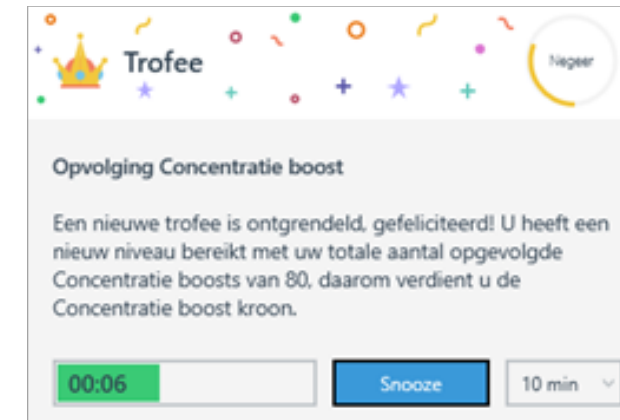 Trofee
Negeer
Opvolging Concentratie boost
Een nieuwe trofee is ontgrendeld, gefeliciteerd! U heeft een
nieuw niveau bereikt met uw totale aantal opgevolgde
Concentratie boosts van 80, daarom verdient u de
Concentratie boost kroon.
00:06
Snooze
10 min